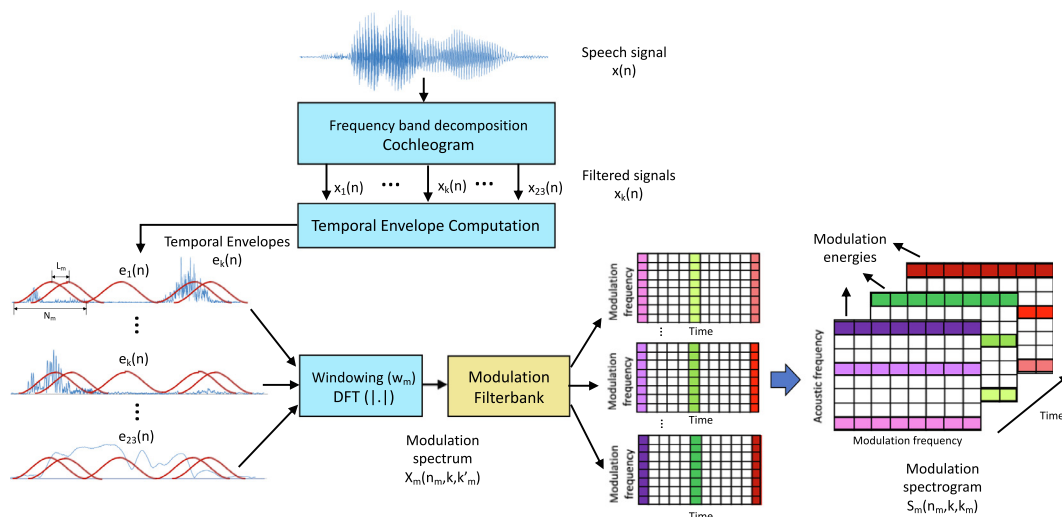 Speech signal
x(n)
Frequency band decomposition
Cochleogram
x1(n) ••• xk(n) ••• x23(n)
Filtered signals
xk(n)
Temporal Envelope Computation
Temporal Envelopes
ek(n)
Lm
e1(n)
Nm
•••
ek(n)
•••
e23(n)
Windowing (wm)
DFT (|.|)
Modulation
Filterbank
Modulation
spectrum
Xm(nm,k,k'm)
Modulation
frequency
Time
...
Modulation
frequency
Time
...
Modulation
frequency
Time
Modulation
energies
Acoustic frequency
Modulation frequency
Time
Modulation
spectrogram
Sm(nm,k,km)